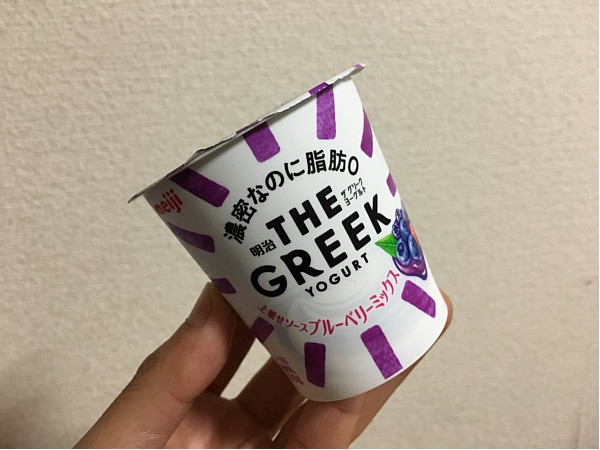 meiji
濃密なのに脂肪0
明治
THE
ザ グリーク
ヨーグルト
GREEK
YOGURT
上乗せソースブルーベリーミックス